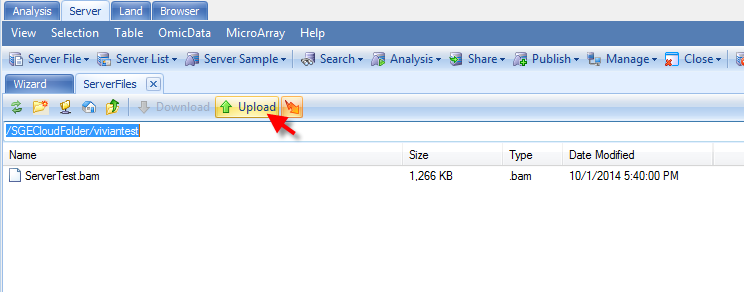 Analysis Server Land Browser
View Selection Table OmicData MicroArray
Server File Server List Server Sample Search Analysis Share Publish Manage Close
Wizard ServerFiles
Download Upload
/SGECloudFolder/viviantest
Name Size Type Date Modified
ServerTest.bam 1,266 KB .bam 10/1/2014 5:40:00 PM